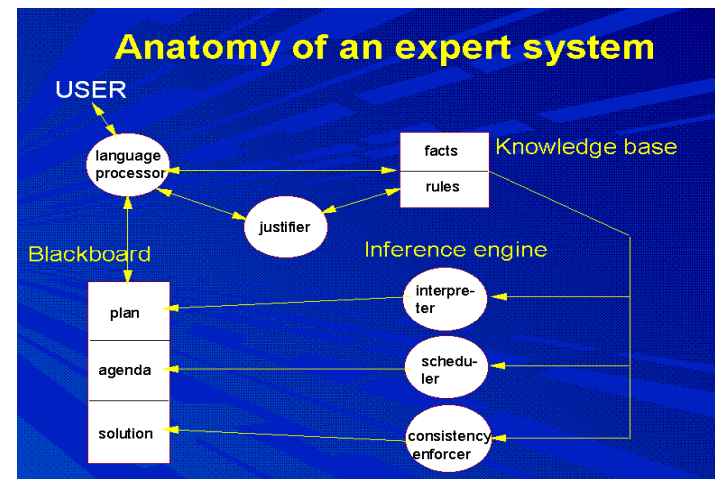 Anatomy of an expert system
USER
language
processor
facts
rules
Knowledge base
justifier
Blackboard
Inference engine
plan
agenda
solution
interpre-
ter
schedu-
ler
consistency
enforcer